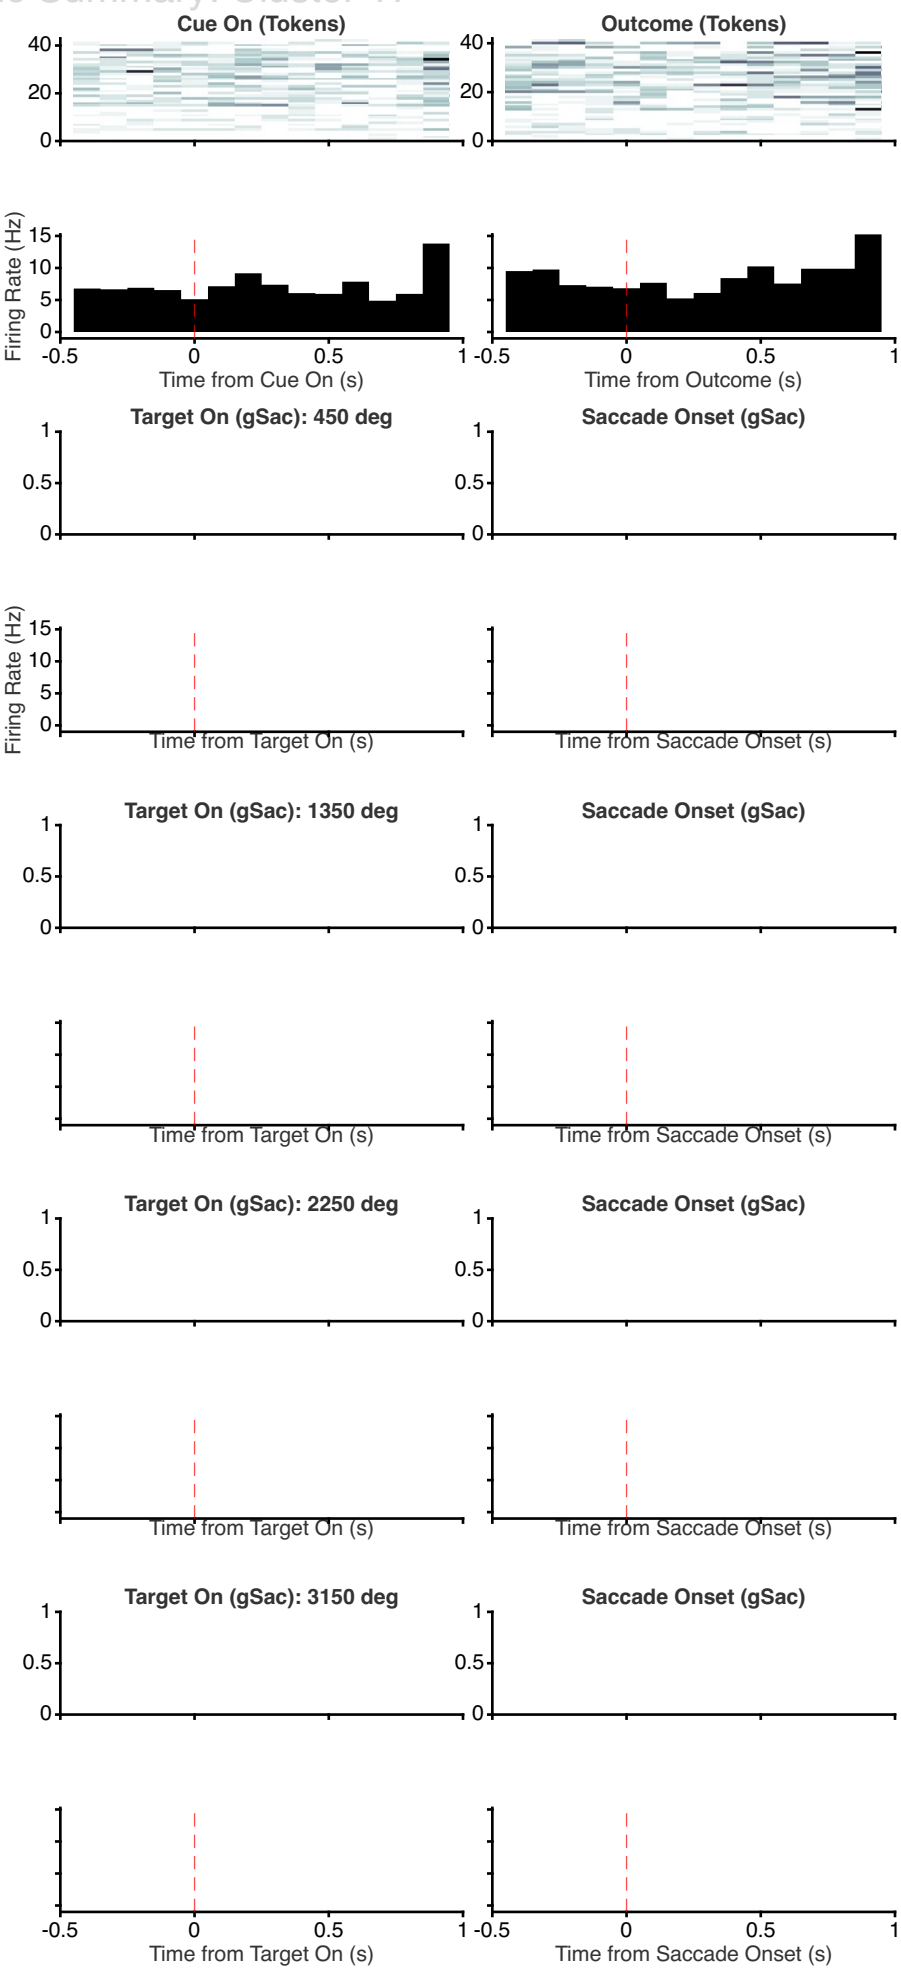 Summary: Cluster
Cue On (Tokens) Outcome (Tokens)
40 40
20 20
0 0
Firing Rate (Hz)
15
10
5
0
-0.5 0 0.5 1 -0.5 0 0.5 1
Time from Cue On (s) Time from Outcome (s)
Target On (gSac): 450 deg Saccade Onset (gSac)
1 1
0.5 0.5
0 0
Firing Rate (Hz)
15
10
5
0
Time from Target On (s) Time from Saccade Onset (s)
Target On (gSac): 1350 deg Saccade Onset (gSac)
1 1
0.5 0.5
0 0
Time from Target On (s) Time from Saccade Onset (s)
Target On (gSac): 2250 deg Saccade Onset (gSac)
1 1
0.5 0.5
0 0
Time from Target On (s) Time from Saccade Onset (s)
Target On (gSac): 3150 deg Saccade Onset (gSac)
1 1
0.5 0.5
0 0
-0.5 0 0.5 1 -0.5 0 0.5 1
Time from Target On (s) Time from Saccade Onset (s)